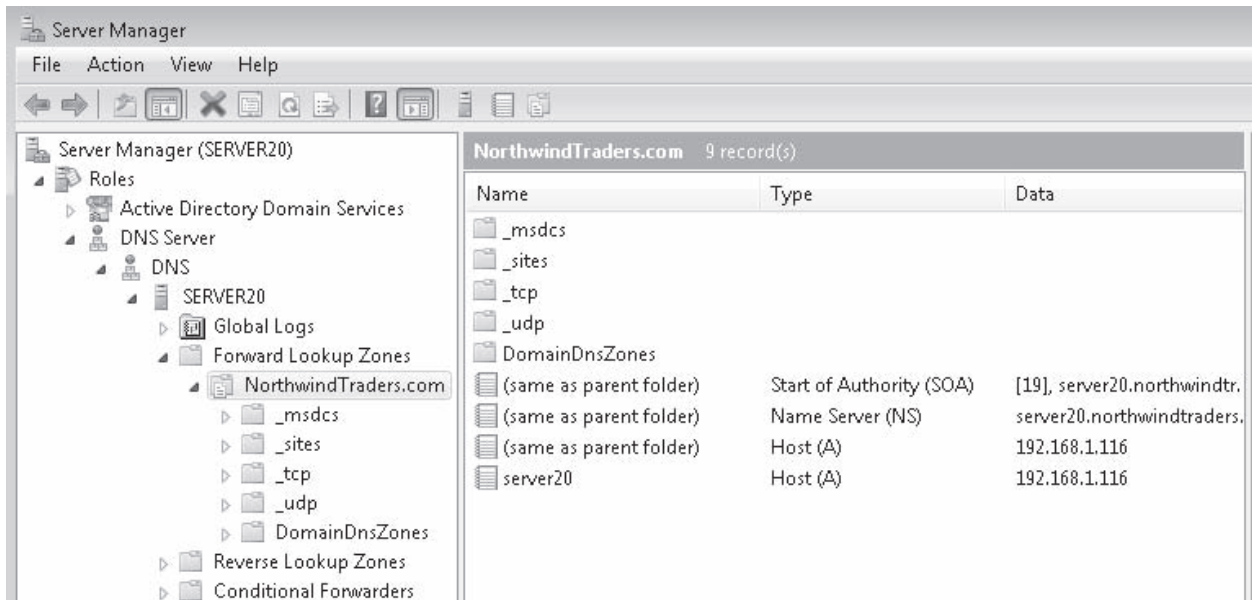 Server Manager
File Action View Help
Server Manager (SERVER20)
Roles
Active Directory Domain Services
DNS Server
DNS
SERVER20
Global Logs
Forward Lookup Zones
NorthwindTraders.com
_msdcs
_sites
_tcp
_udp
DomainDnsZones
Reverse Lookup Zones
Conditional Forwarders
NorthwindTraders.com 9 record(s)
Name Type Data
_msdcs
_sites
_tcp
_udp
DomainDnsZones
(same as parent folder) Start of Authority (SOA) [19], server20.northwindtr.
(same as parent folder) Name Server (NS) server20.northwindtraders.
(same as parent folder) Host (A) 192.168.1.116
server20 Host (A) 192.168.1.116